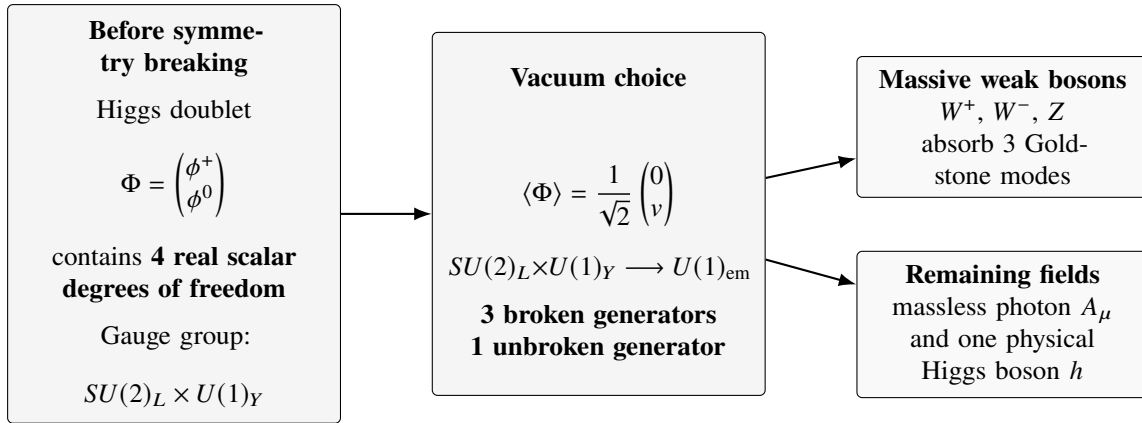 Before symme-
try breaking
Higgs doublet
Φ = (ϕ⁺ ϕ⁰)
contains 4 real scalar
degrees of freedom
Gauge group:
SU(2)_L × U(1)_Y
Vacuum choice
⟨Φ⟩ = 1/√2 (0 v)
SU(2)_L×U(1)_Y ⟶ U(1)_em
3 broken generators
1 unbroken generator
Massive weak bosons
W⁺, W⁻, Z
absorb 3 Gold-
stone modes
Remaining fields
massless photon A_μ
and one physical
Higgs boson h